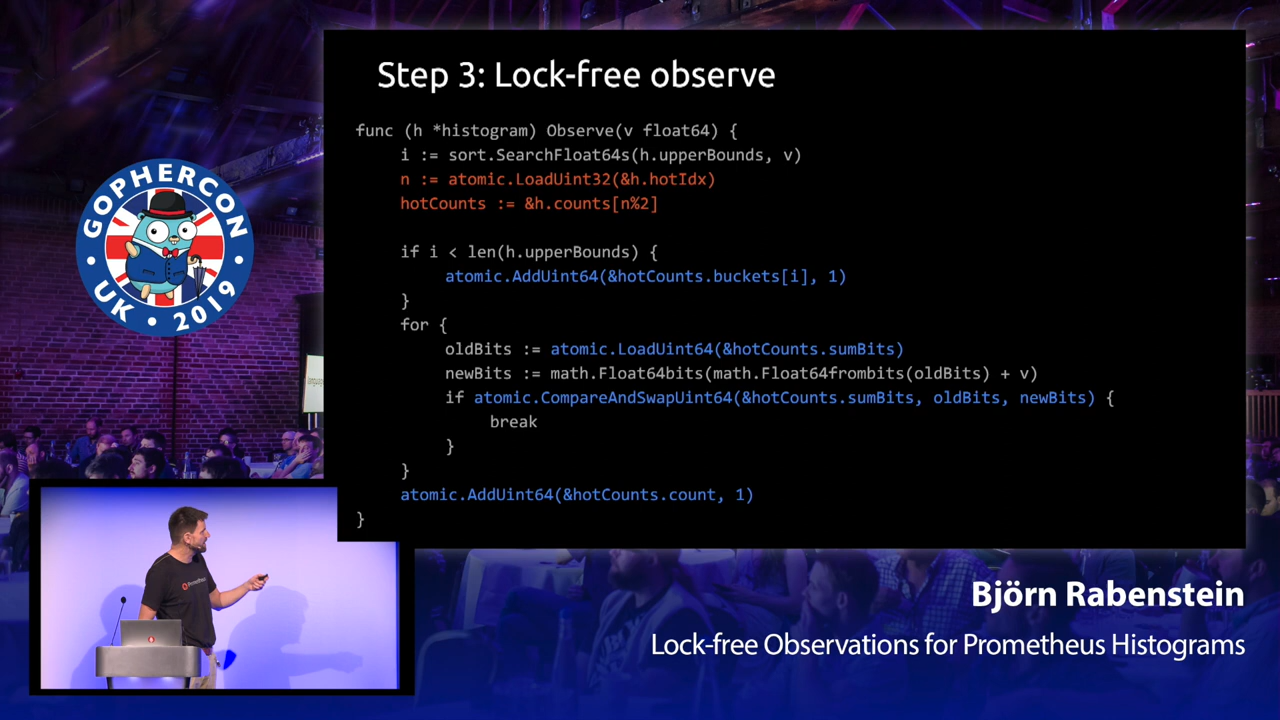 Step 3: Lock-free observe
func (h *histogram) Observe(v float64) {
i := sort.SearchFloat64s(h.upperBounds, v)
n := atomic.LoadUint32(&h.hotIdx)
hotCounts := &h.counts[n%2]
if i < len(h.upperBounds) {
atomic.AddUint64(&hotCounts.buckets[i], 1)
}
for {
oldBits := atomic.LoadUint64(&hotCounts.sumBits)
newBits := math.Float64bits(math.Float64frombits(oldBits) + v)
if atomic.CompareAndSwapUint64(&hotCounts.sumBits, oldBits, newBits) {
break
}
}
atomic.AddUint64(&hotCounts.count, 1)
}
GOPHERCON
UK • 2019
Björn Rabenstein
Lock-free Observations for Prometheus Histograms